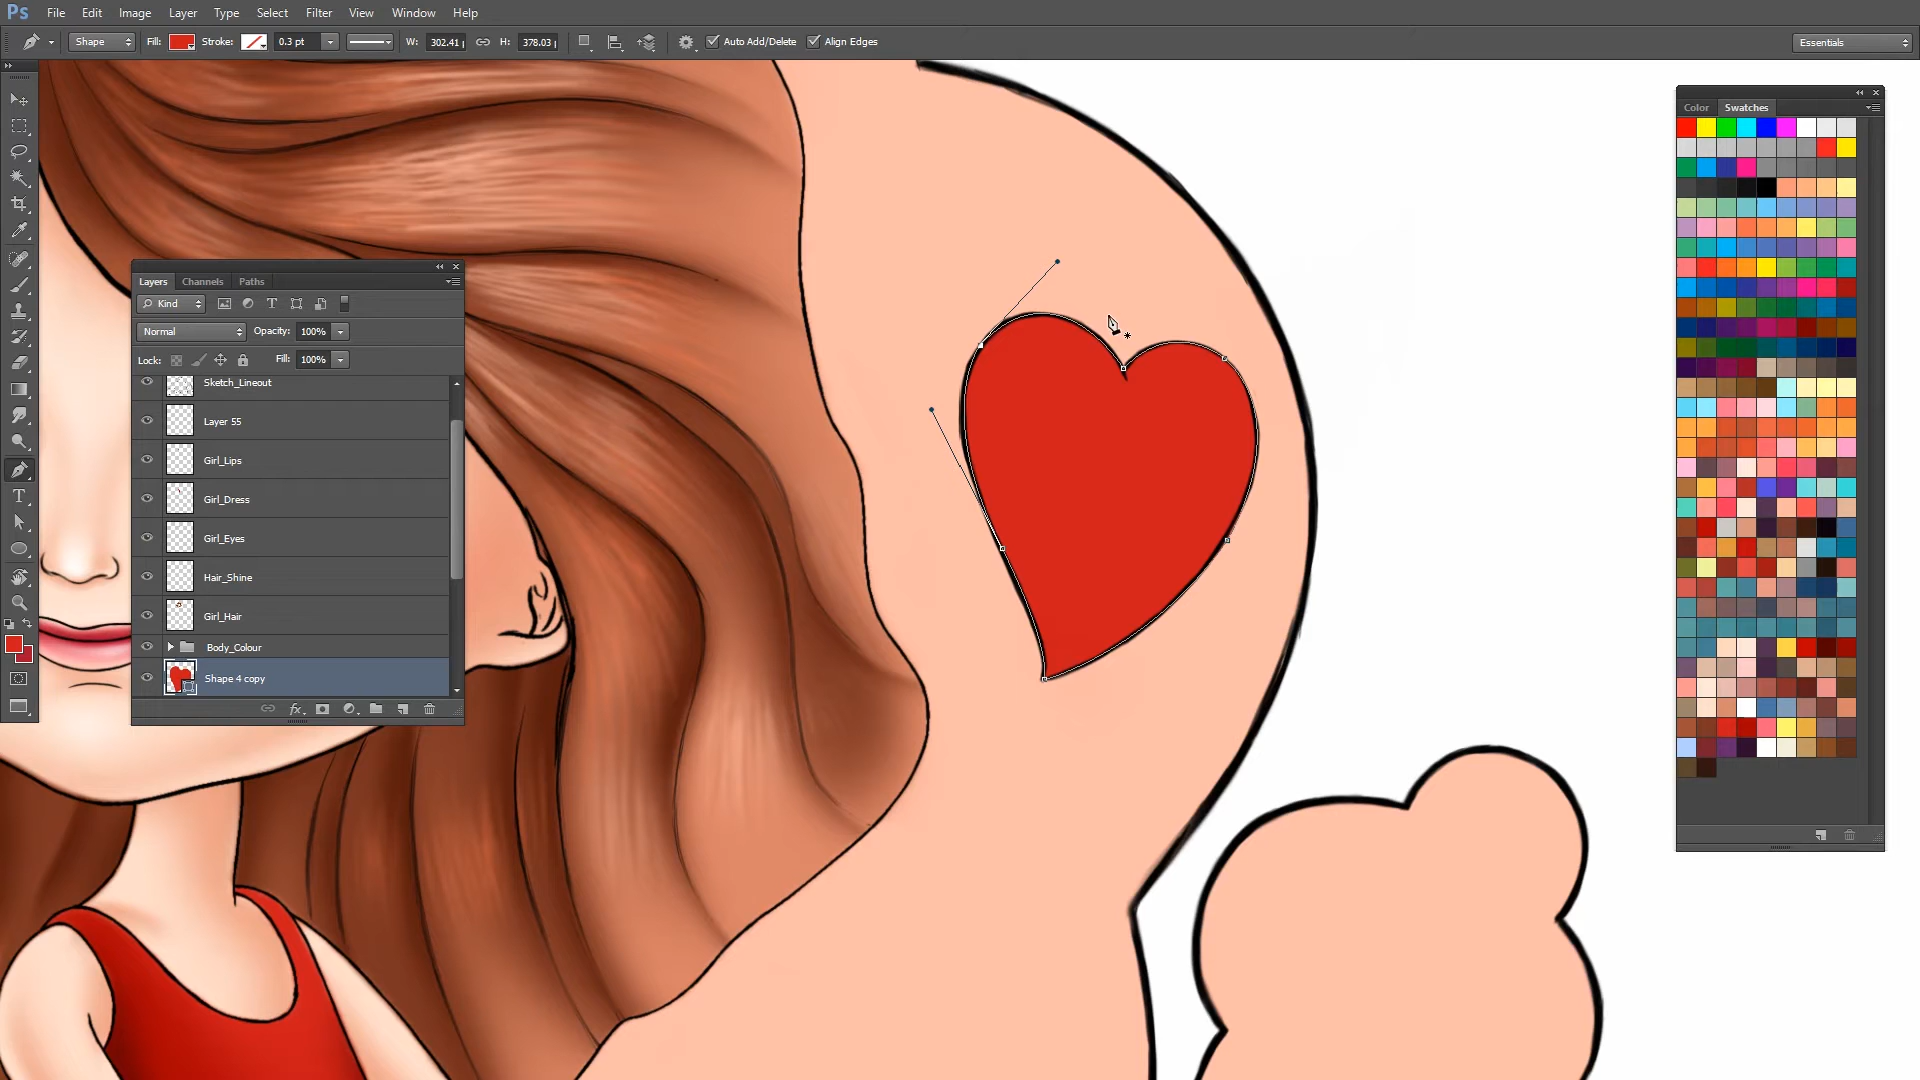 Ps File Edit Image Layer Type Select Filter View Window Help
Shape Fill: Stroke: 0.3 pt W: 302.41 H: 378.03 Auto Add/Delete Align Edges Essentials
Color Swatches
Layers Channels Paths
Kind
Normal Opacity: 100%
Lock: Fill: 100%
Sketch_Lineout
Layer 55
Girl_Lips
Girl_Dress
Girl_Eyes
Hair_Shine
Girl_Hair
Body_Colour
Shape 4 copy
fx